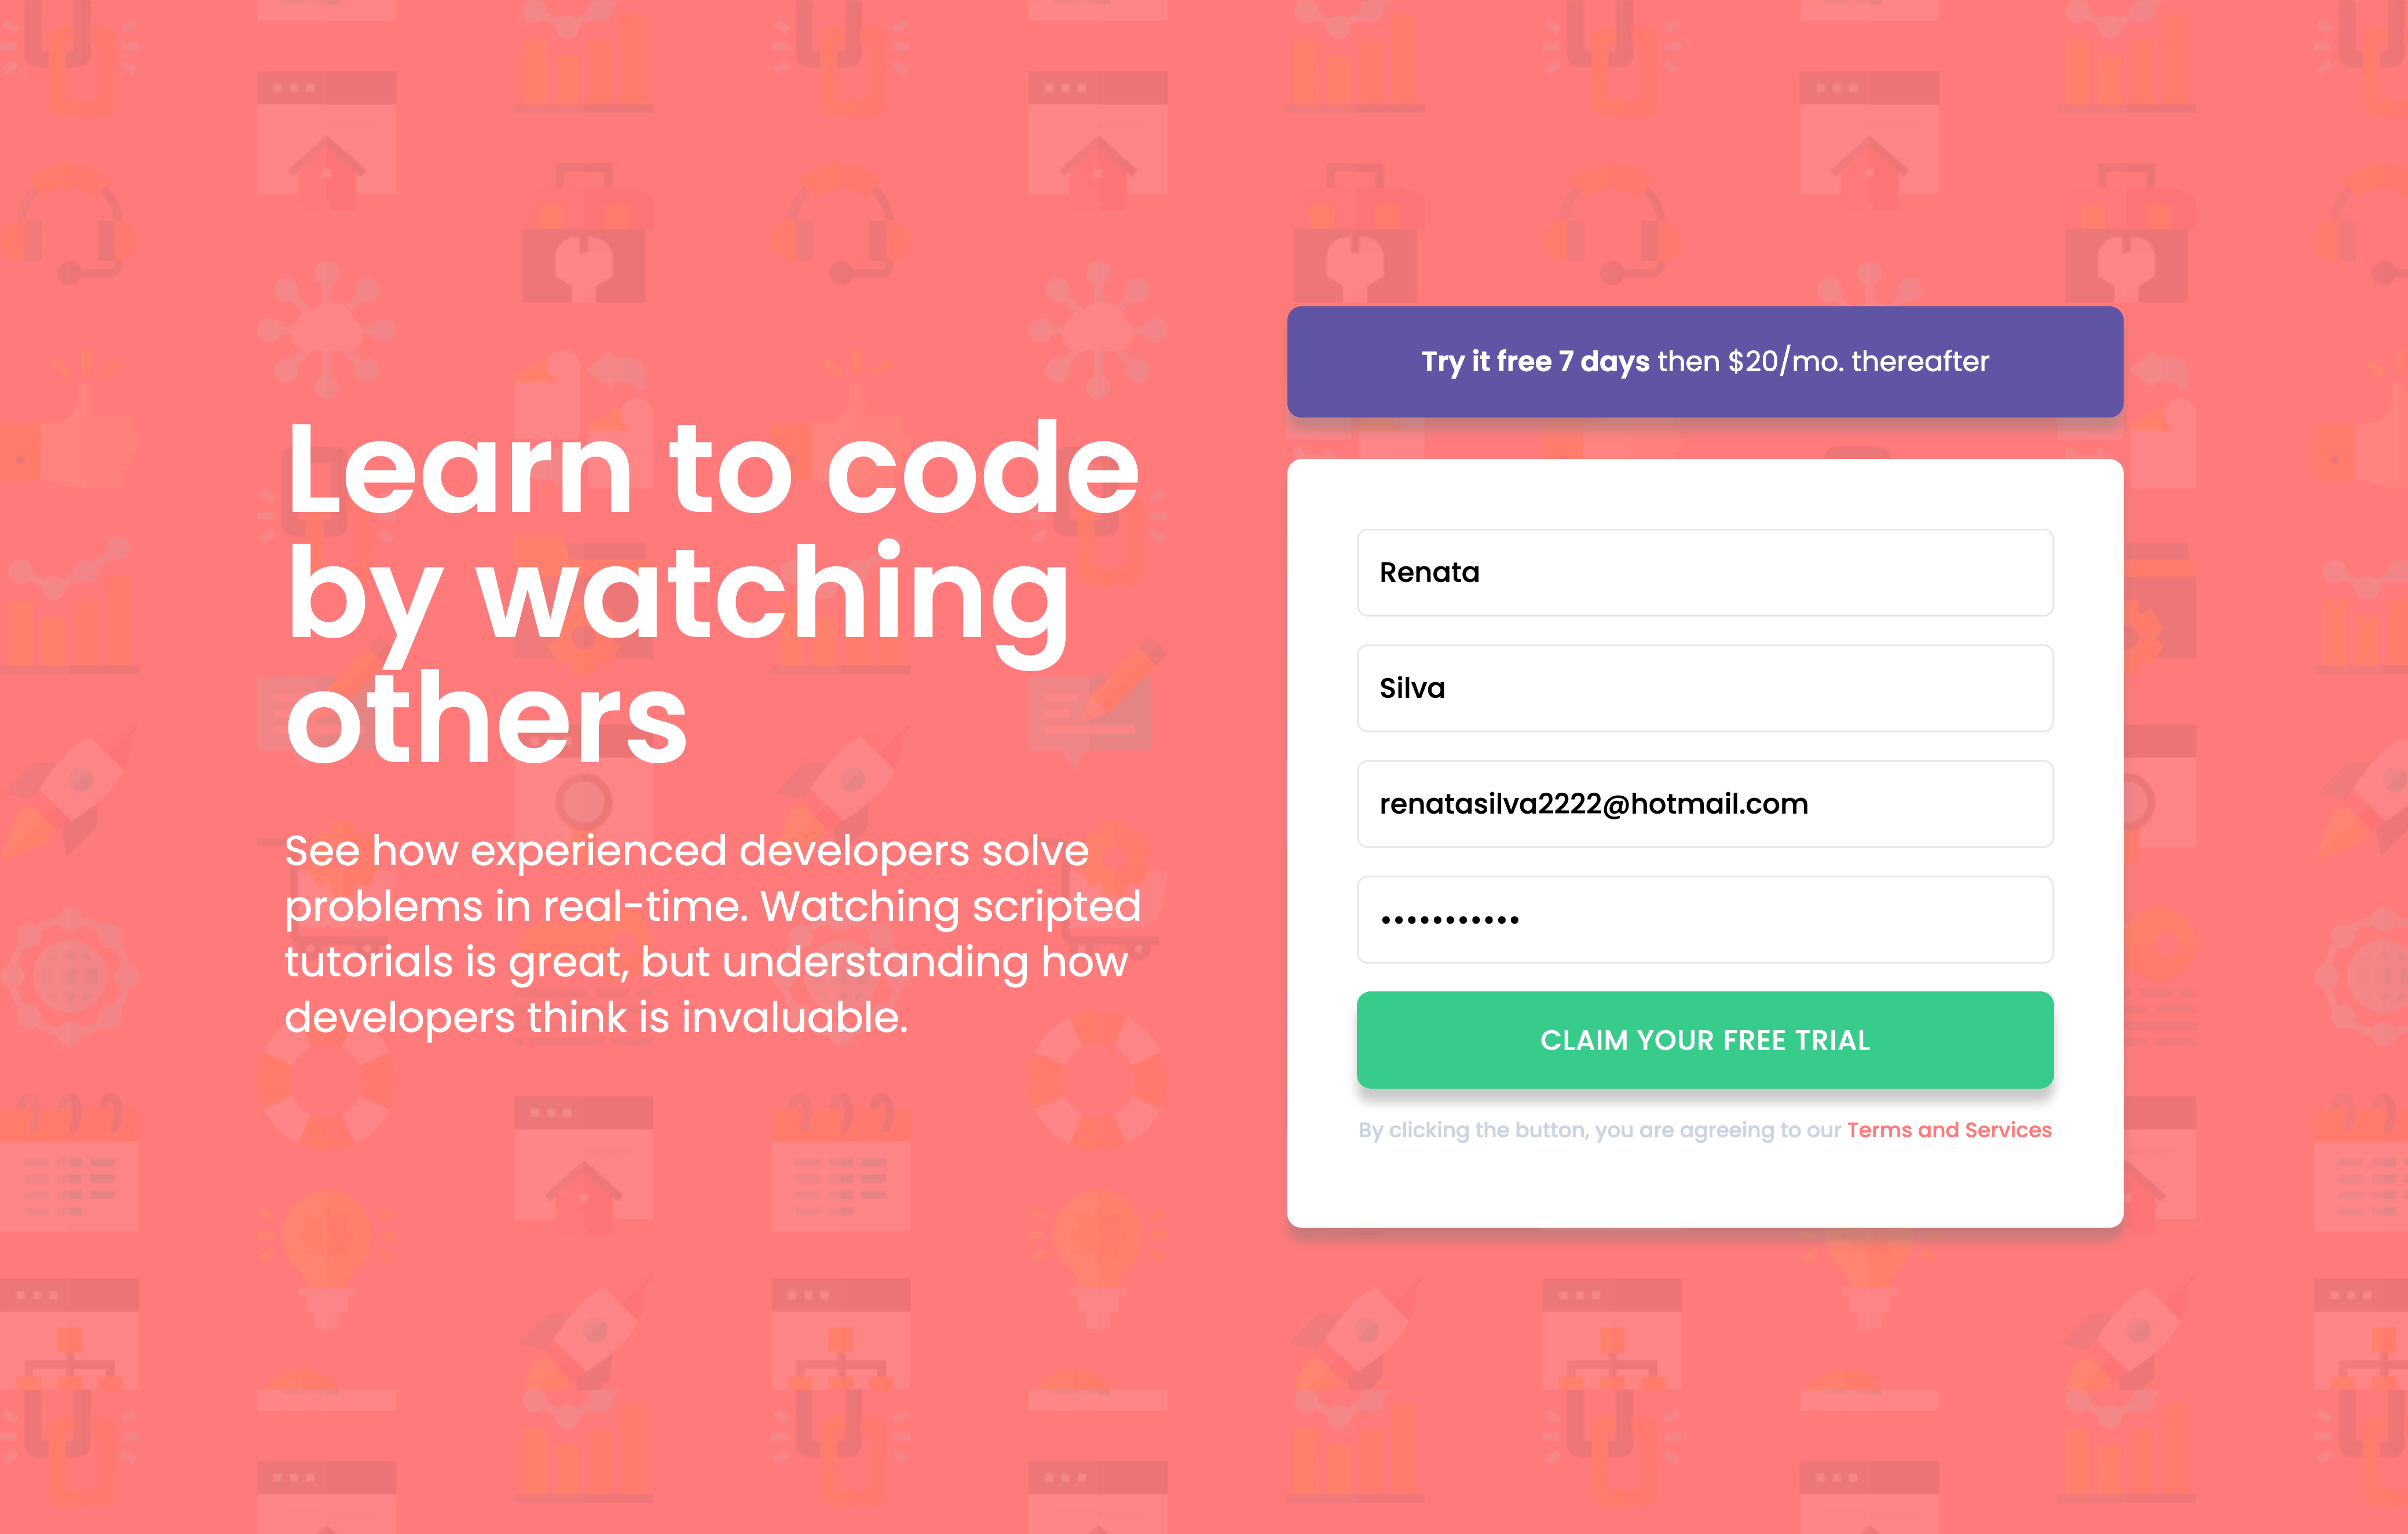 Learn to code
by watching
others
See how experienced developers solve
problems in real-time. Watching scripted
tutorials is great, but understanding how
developers think is invaluable.
Try it free 7 days then $20/mo. thereafter
Renata
Silva
renatasilva2222@hotmail.com
•••••••••••
CLAIM YOUR FREE TRIAL
By clicking the button, you are agreeing to our Terms and Services